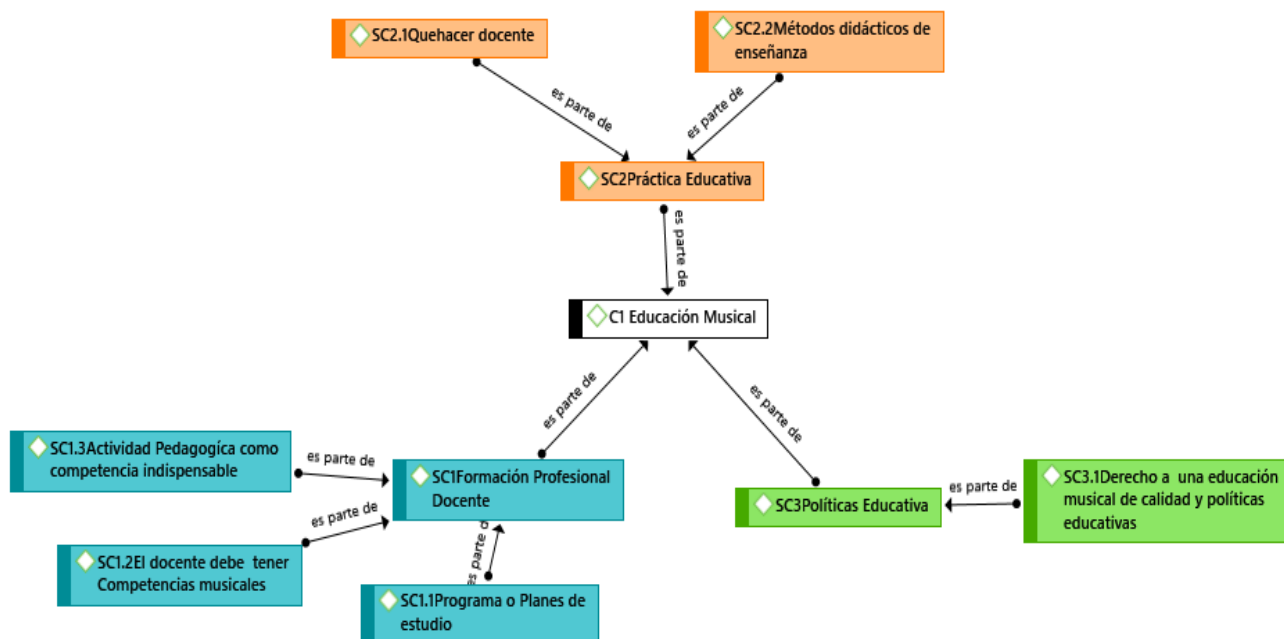 SC2.1Quehacer docente
SC2.2Métodos didácticos de
enseñanza
es parte de
es parte de
SC2Práctica Educativa
es parte de
C1 Educación Musical
es parte de
es parte de
SC1.3Actividad Pedagogíca como
competencia indispensable
es parte de
SC1Formación Profesional
Docente
SC3Políticas Educativa
es parte de
SC3.1Derecho a una educación
musical de calidad y políticas
educativas
es parte de
SC1.2El docente debe tener
Competencias musicales
es parte d
SC1.1Programa o Planes de
estudio